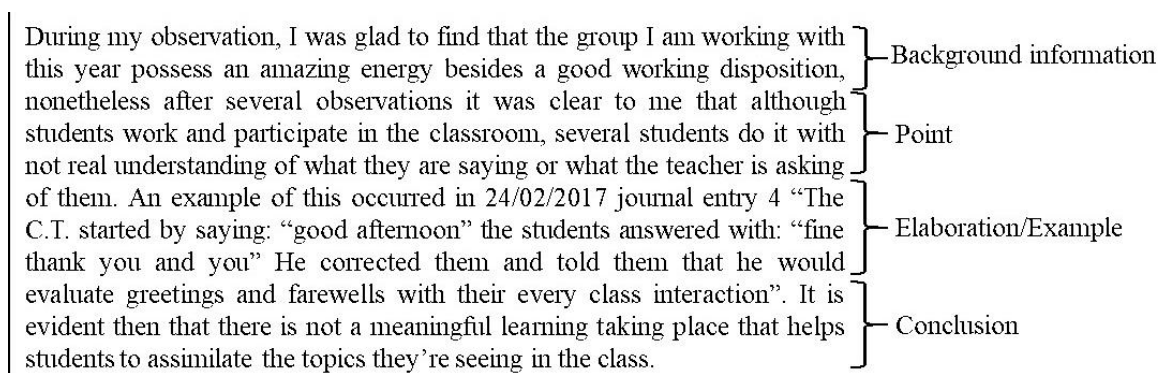 During my observation, I was glad to find that the group I am working with
this year possess an amazing energy besides a good working disposition,
nonetheless after several observations it was clear to me that although
students work and participate in the classroom, several students do it with
not real understanding of what they are saying or what the teacher is asking
of them. An example of this occurred in 24/02/2017 journal entry 4 “The
C.T. started by saying: “good afternoon” the students answered with: “fine
thank you and you” He corrected them and told them that he would
evaluate greetings and farewells with their every class interaction”. It is
evident then that there is not a meaningful learning taking place that helps
students to assimilate the topics they’re seeing in the class.
Background information
Point
Elaboration/Example
Conclusion